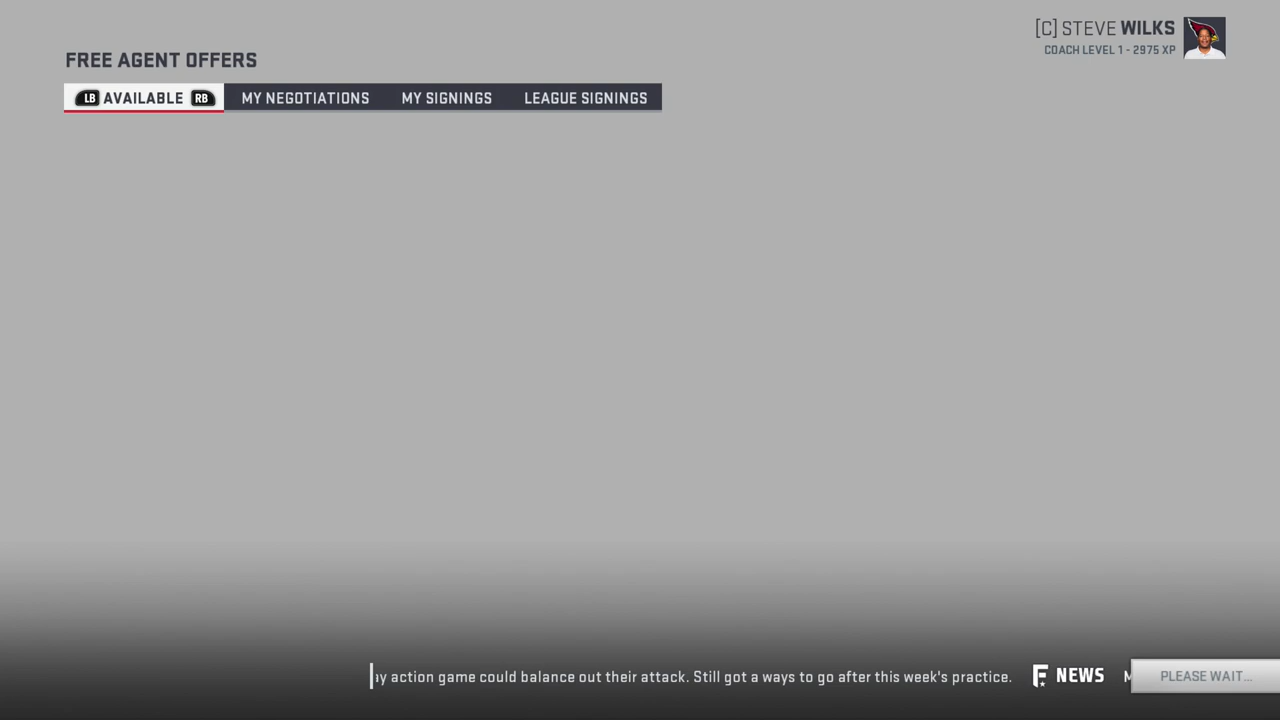 [C] STEVE WILKS
COACH LEVEL 1 - 2975 XP
FREE AGENT OFFERS
LB AVAILABLE RB MY NEGOTIATIONS MY SIGNINGS LEAGUE SIGNINGS
action game could balance out their attack. Still got a ways to go after this week's practice. F NEWS PLEASE WAIT...